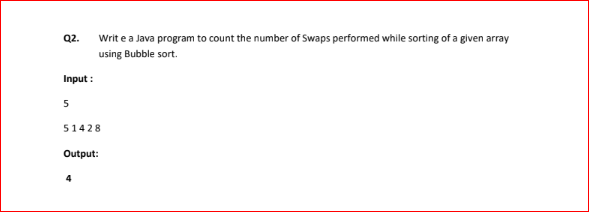 Q2. Writ e a Java program to count the number of Swaps performed while sorting of a given array
using Bubble sort.
Input :
5
5 1 4 2 8
Output:
4